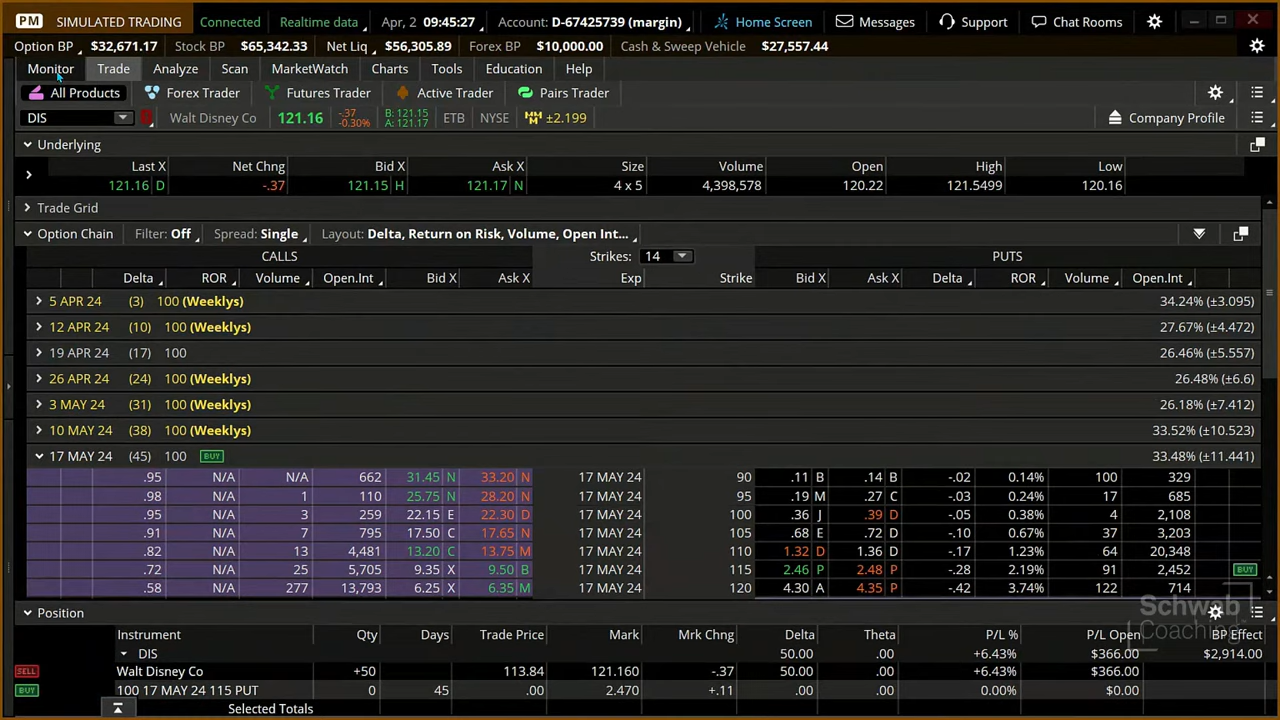 PM SIMULATED TRADING Connected Realtime data Apr, 2 09:45:27 Account: D-67425739 (margin) Home Screen Messages Support Chat Rooms
Option BP $32,671.17 Stock BP $65,342.33 Net Liq $56,305.89 Forex BP $10,000.00 Cash & Sweep Vehicle $27,557.44
Monitor Trade Analyze Scan MarketWatch Charts Tools Education Help
All Products Forex Trader Futures Trader Active Trader Pairs Trader
DIS Walt Disney Co 121.16 -.37 -0.30% B: 121.15 A: 121.17 ETB NYSE ±2.199 Company Profile
Underlying
Last X Net Chng Bid X Ask X Size Volume Open High Low
121.16 D -.37 121.15 H 121.17 N 4 x 5 4,398,578 120.22 121.5499 120.16
Trade Grid
Option Chain Filter: Off Spread: Single Layout: Delta, Return on Risk, Volume, Open Int...
CALLS Strikes: 14 PUTS
Delta ROR Volume Open.Int Bid X Ask X Exp Strike Bid X Ask X Delta ROR Volume Open.Int
5 APR 24 (3) 100 (Weeklys) 34.24% (±3.095)
12 APR 24 (10) 100 (Weeklys) 27.67% (±4.472)
19 APR 24 (17) 100 26.46% (±5.557)
26 APR 24 (24) 100 (Weeklys) 26.48% (±6.6)
3 MAY 24 (31) 100 (Weeklys) 26.18% (±7.412)
10 MAY 24 (38) 100 (Weeklys) 33.52% (±10.523)
17 MAY 24 (45) 100 BUY 33.48% (±11.441)
.95 N/A N/A 662 31.45 N 33.20 N 17 MAY 24 90 .11 B .14 B -.02 0.14% 100 329
.98 N/A 1 110 25.75 N 28.20 N 17 MAY 24 95 .19 M .27 C -.03 0.24% 17 685
.95 N/A 3 259 22.15 E 22.30 D 17 MAY 24 100 .36 J .39 D -.05 0.38% 4 2,108
.91 N/A 7 795 17.50 C 17.65 N 17 MAY 24 105 .68 E .72 D -.10 0.67% 37 3,203
.82 N/A 13 4,481 13.20 C 13.75 M 17 MAY 24 110 1.32 D 1.36 D -.17 1.23% 64 20,348
.72 N/A 25 5,705 9.35 X 9.50 B 17 MAY 24 115 2.46 P 2.48 P -.28 2.19% 91 2,452 BUY
.58 N/A 277 13,793 6.25 X 6.35 M 17 MAY 24 120 4.30 A 4.35 P -.42 3.74% 122 714
Position
Schwab
Coaching
Instrument Qty Days Trade Price Mark Mrk Chng Delta Theta P/L % P/L Open BP Effect
DIS 50.00 .00 +6.43% $366.00 $2,914.00
SELL Walt Disney Co +50 113.84 121.160 -.37 50.00 .00 +6.43% $366.00
BUY 100 17 MAY 24 115 PUT 0 45 .00 2.470 +.11 .00 .00 0.00% $0.00
Selected Totals